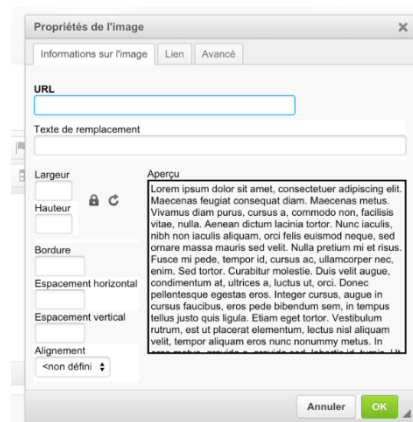 Propriétés de l'image
Informations sur l'image Lien Avancé
URL
Texte de remplacement
Largeur
Hauteur
Bordure
Espacement horizontal
Espacement vertical
Alignement
<non défini
Aperçu
Lorem ipsum dolor sit amet, consectetuer adipiscing elit.
Maecenas feugiat consequat diam. Maecenas metus.
Vivamus diam purus, cursus a, commodo non, facilisis
vitae, nulla. Aenean dictum lacinia tortor. Nunc iaculis,
nibh non iaculis aliquam, orci felis euismod neque, sed
ornare massa mauris sed velit. Nulla pretium mi et risus.
Fusce mi pede, tempor id, cursus ac, ullamcorper nec,
enim. Sed tortor. Curabitur molestie. Duis velit augue,
condimentum at, ultrices a, luctus ut, orci. Donec
pellentesque egestas eros. Integer cursus, augue in
cursus faucibus, eros pede bibendum sem, in tempus
tellus justo quis ligula. Etiam eget tortor. Vestibulum
rutrum, est ut placerat elementum, lectus nisl aliquam
velit, tempor aliquam eros nunc nonummy metus. In
Annuler OK